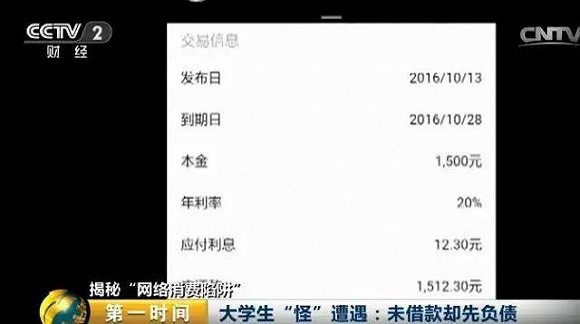 CCTV 2
财经
CNTV
交易信息
发布日 2016/10/13
到期日 2016/10/28
本金 1,500元
年利率 20%
应付利息 12.30元
1,512.30元
揭秘“网络消费陷阱”
第一时间 大学生“怪”遭遇：未借款却先负债